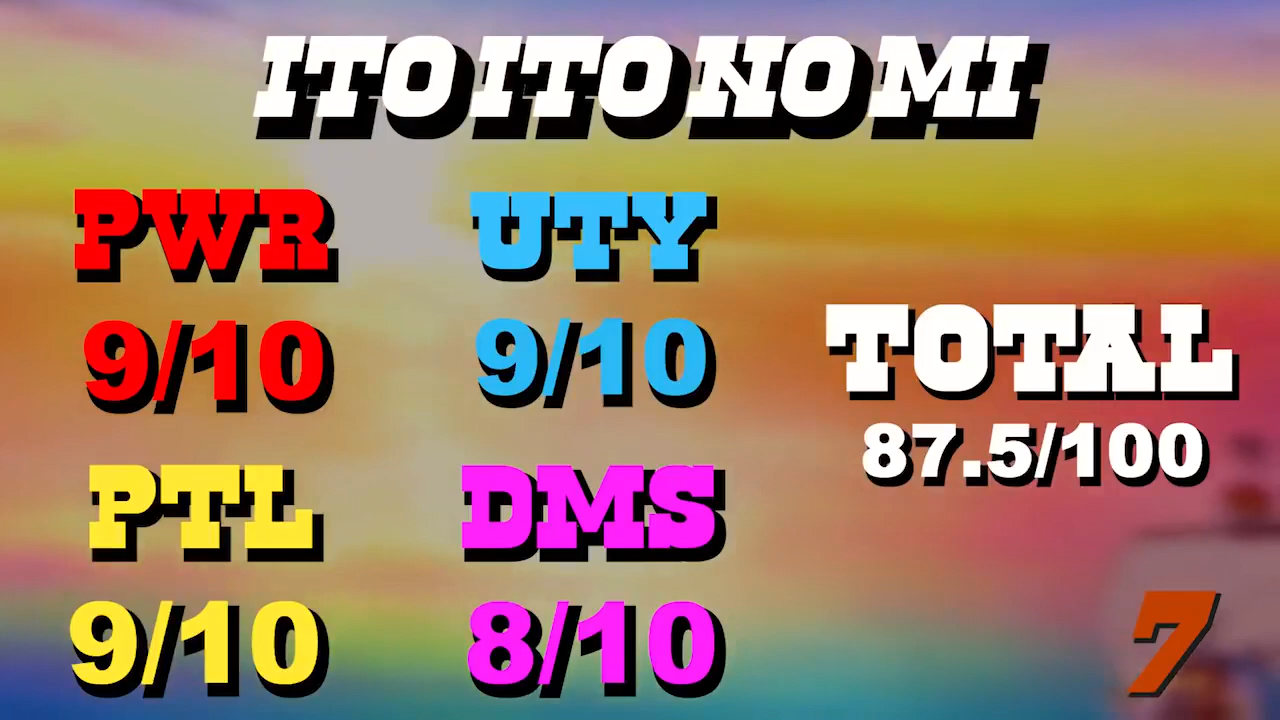 ITO ITO NO MI
PWR
9/10
UTY
9/10
PTL
9/10
DMS
8/10
TOTAL
87.5/100
7